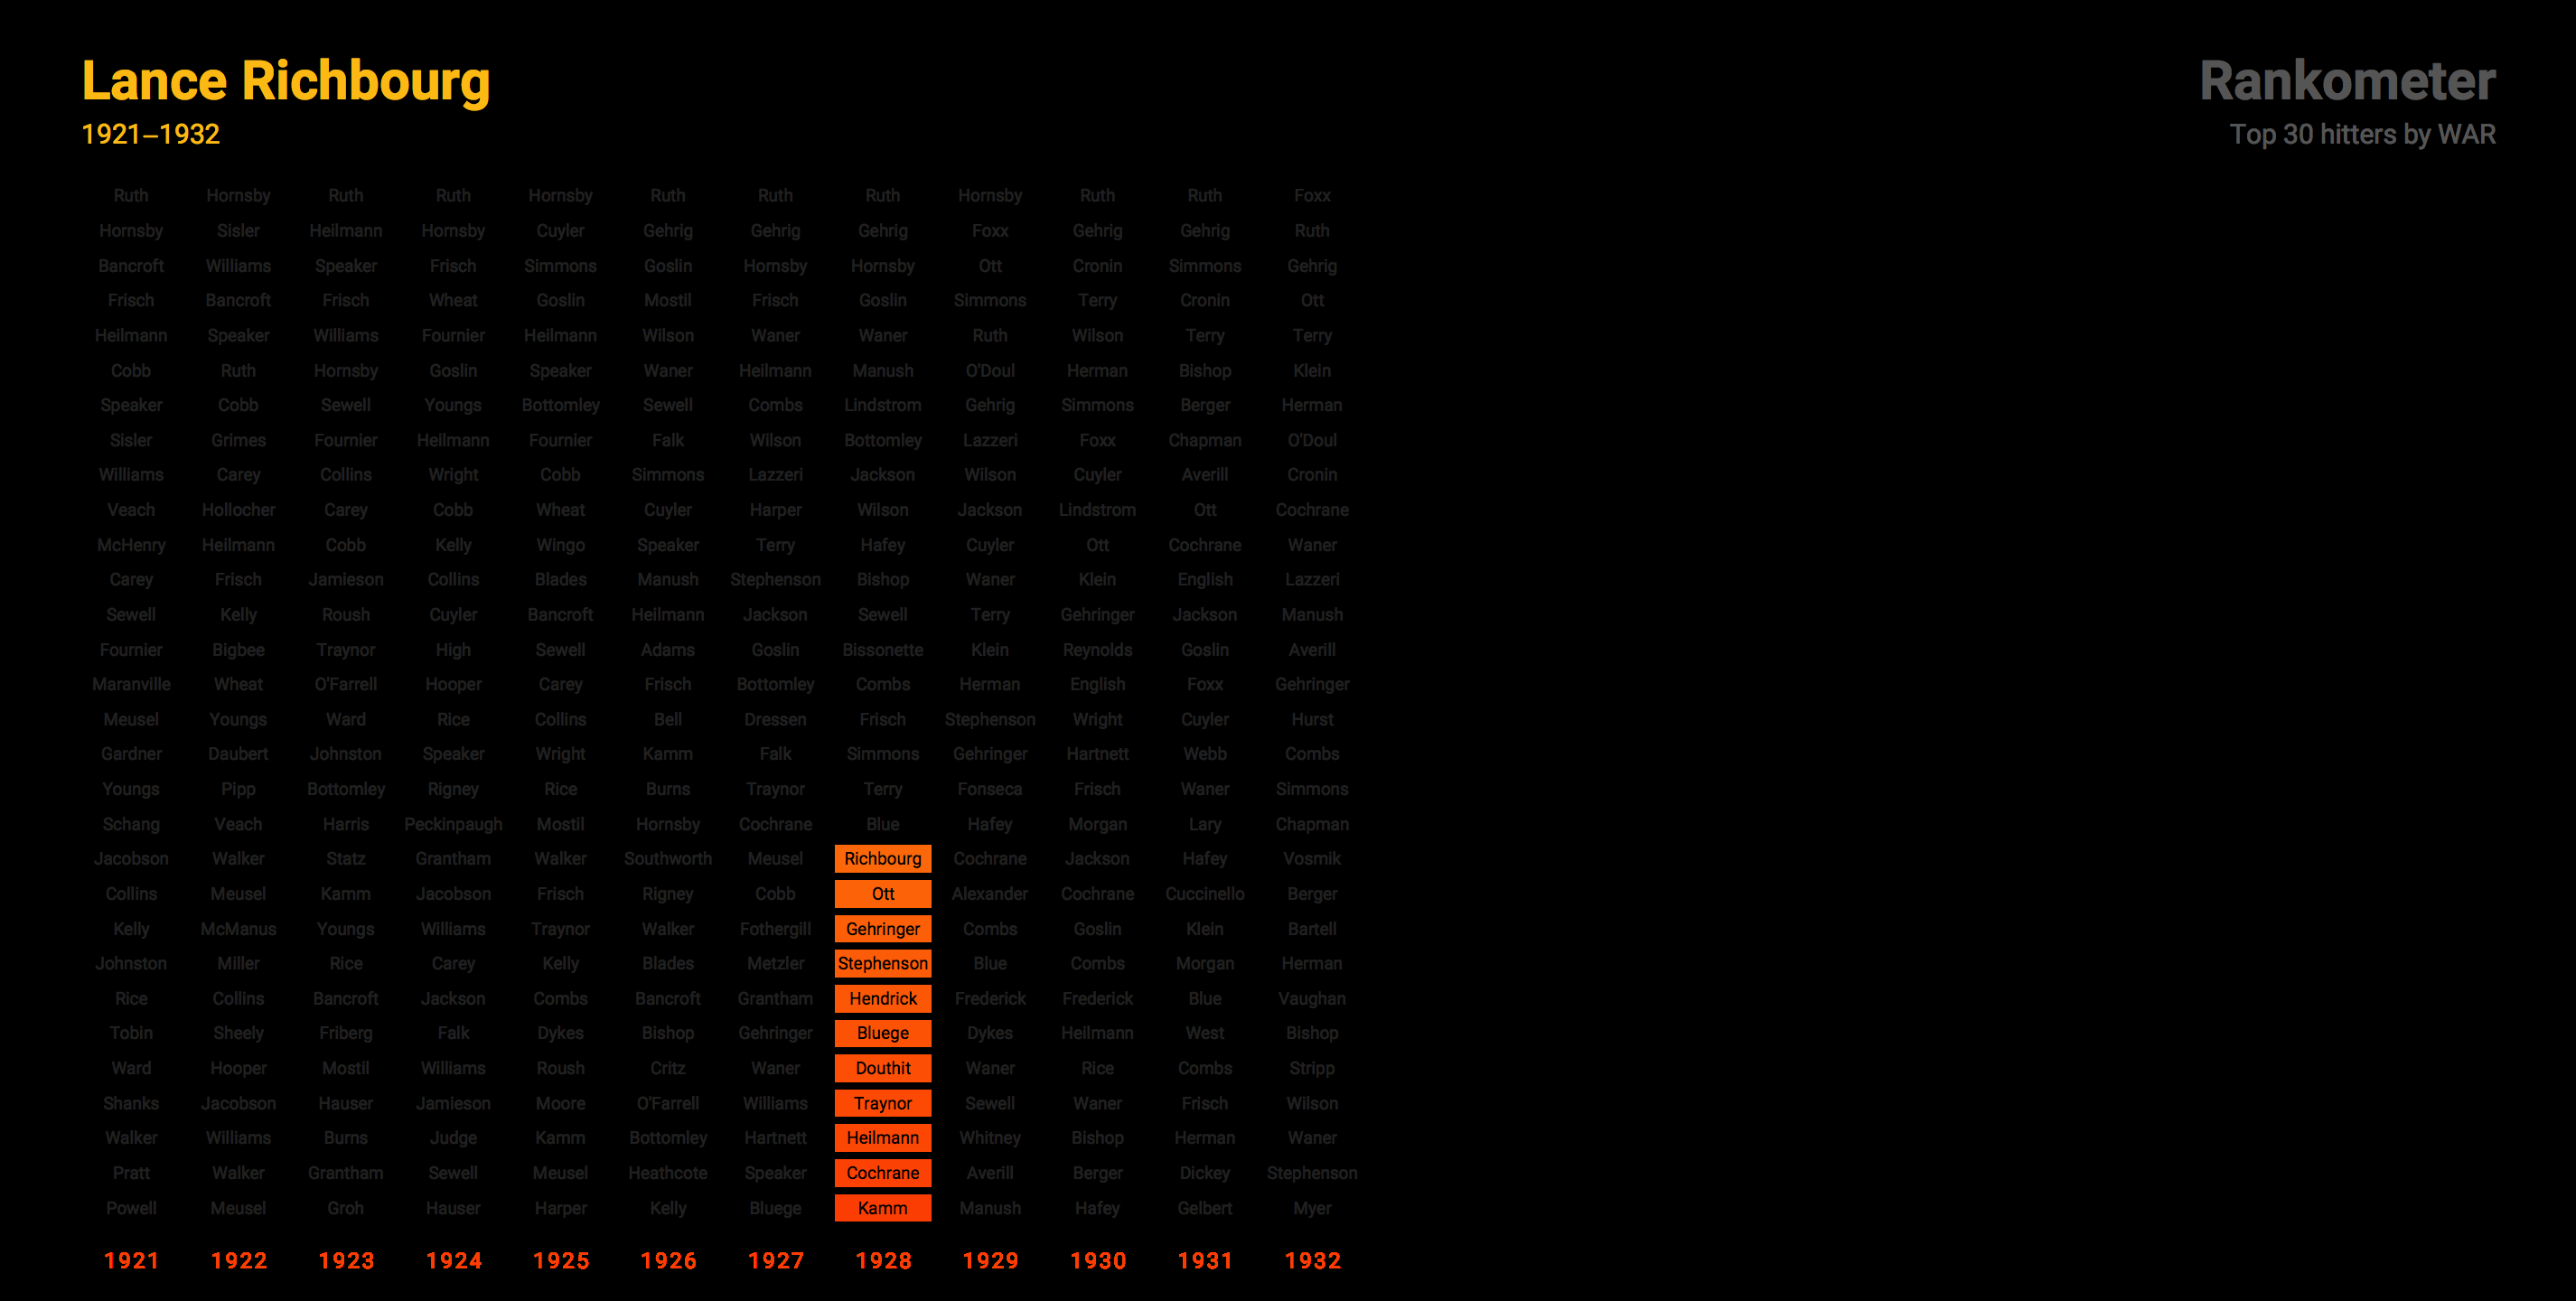 Lance Richbourg
1921–1932
Rankometer
Top 30 hitters by WAR
Ruth Hornsby Ruth Ruth Hornsby Ruth Ruth Ruth Hornsby Ruth Ruth Foxx
Hornsby Sisler Heilmann Hornsby Cuyler Gehrig Gehrig Gehrig Foxx Gehrig Gehrig Ruth
Bancroft Williams Speaker Frisch Simmons Goslin Hornsby Hornsby Ott Cronin Simmons Gehrig
Frisch Bancroft Frisch Wheat Goslin Mostil Frisch Goslin Simmons Terry Cronin Ott
Heilmann Speaker Williams Fournier Heilmann Wilson Waner Waner Ruth Wilson Terry Terry
Cobb Ruth Hornsby Goslin Speaker Waner Heilmann Manush O'Doul Herman Bishop Klein
Speaker Cobb Sewell Youngs Bottomley Sewell Combs Lindstrom Gehrig Simmons Berger Herman
Sisler Grimes Fournier Heilmann Fournier Falk Wilson Bottomley Lazzeri Foxx Chapman O'Doul
Williams Carey Collins Wright Cobb Simmons Lazzeri Jackson Wilson Cuyler Averill Cronin
Veach Hollocher Carey Cobb Wheat Cuyler Harper Wilson Jackson Lindstrom Ott Cochrane
McHenry Heilmann Cobb Kelly Wingo Speaker Terry Hafey Cuyler Ott Cochrane Waner
Carey Frisch Jamieson Collins Blades Manush Stephenson Bishop Waner Klein English Lazzeri
Sewell Kelly Roush Cuyler Bancroft Heilmann Jackson Sewell Terry Gehringer Jackson Manush
Fournier Bigbee Traynor High Sewell Adams Goslin Bissonette Klein Reynolds Goslin Averill
Maranville Wheat O'Farrell Hooper Carey Frisch Bottomley Combs Herman English Foxx Gehringer
Meusel Youngs Ward Rice Collins Bell Dressen Frisch Stephenson Wright Cuyler Hurst
Gardner Daubert Johnston Speaker Wright Kamm Falk Simmons Gehringer Hartnett Webb Combs
Youngs Pipp Bottomley Rigney Rice Burns Traynor Terry Fonseca Frisch Waner Simmons
Schang Veach Harris Peckinpaugh Mostil Hornsby Cochrane Blue Hafey Morgan Lary Chapman
Jacobson Walker Statz Grantham Walker Southworth Meusel Richbourg Cochrane Jackson Hafey Vosmik
Collins Meusel Kamm Jacobson Frisch Rigney Cobb Ott Alexander Cochrane Cuccinello Berger
Kelly McManus Youngs Williams Traynor Walker Fothergill Gehringer Combs Goslin Klein Bartell
Johnston Miller Rice Carey Kelly Blades Metzler Stephenson Blue Combs Morgan Herman
Rice Collins Bancroft Jackson Combs Bancroft Grantham Hendrick Frederick Frederick Blue Vaughan
Tobin Sheely Friberg Falk Dykes Bishop Gehringer Bluege Dykes Heilmann West Bishop
Ward Hooper Mostil Williams Roush Critz Waner Douthit Waner Rice Combs Stripp
Shanks Jacobson Hauser Jamieson Moore O'Farrell Williams Traynor Sewell Waner Frisch Wilson
Walker Williams Burns Judge Kamm Bottomley Hartnett Heilmann Whitney Bishop Herman Waner
Pratt Walker Grantham Sewell Meusel Heathcote Speaker Cochrane Averill Berger Dickey Stephenson
Powell Meusel Groh Hauser Harper Kelly Bluege Kamm Manush Hafey Gelbert Myer
1921 1922 1923 1924 1925 1926 1927 1928 1929 1930 1931 1932